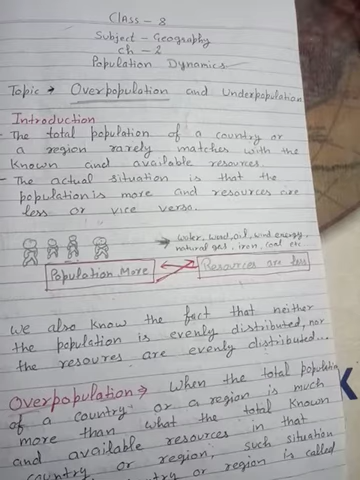 Class - 8
Subject - Geography
Ch - 2
Population Dynamics
Topic → Overpopulation and Underpopulation
Introduction
- The total population of a country or
a region rarely matches with the
known and available resources.
- The actual situation is that the
population is more and resources are
less or vice verso.
→ water, wood, oil, wind energy,
natural gas, iron, coal etc
Population More
Resources are less
we also know the fact that neither
the population is evenly distributed, nor
the resoures are evenly distributed...
Overpopulation → When the total population
of a country or a region is much
more than what the total known
and available resources in that
country or region, such situation
country or region is called
K